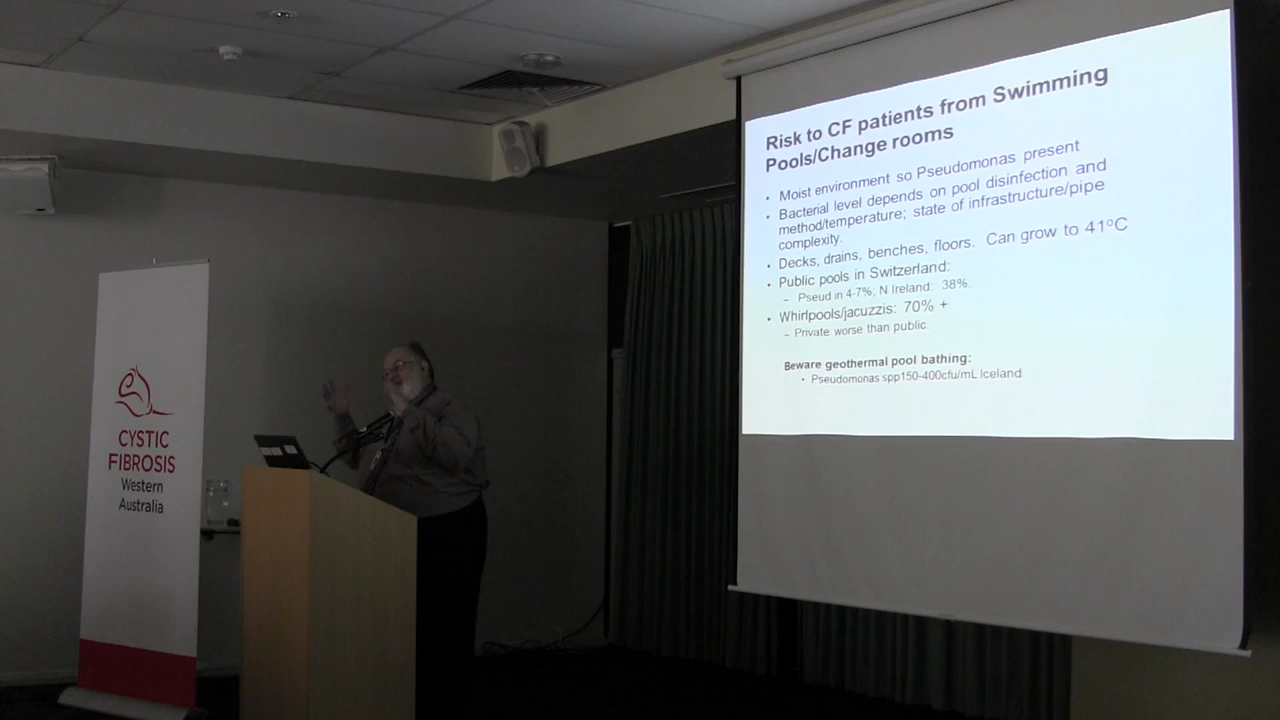 CYSTIC
FIBROSIS
Western
Australia
Risk to CF patients from Swimming
Pools/Change rooms
• Moist environment so Pseudomonas present
• Bacterial level depends on pool disinfection and
method/temperature; state of infrastructure/pipe
complexity.
• Decks, drains, benches, floors. Can grow to 41ºC
• Public pools in Switzerland:
– Pseud in 4-7%; N Ireland: 38%.
• Whirlpools/jacuzzis: 70% +
– Private worse than public.
Beware geothermal pool bathing:
• Pseudomonas spp150-400cfu/mL Iceland